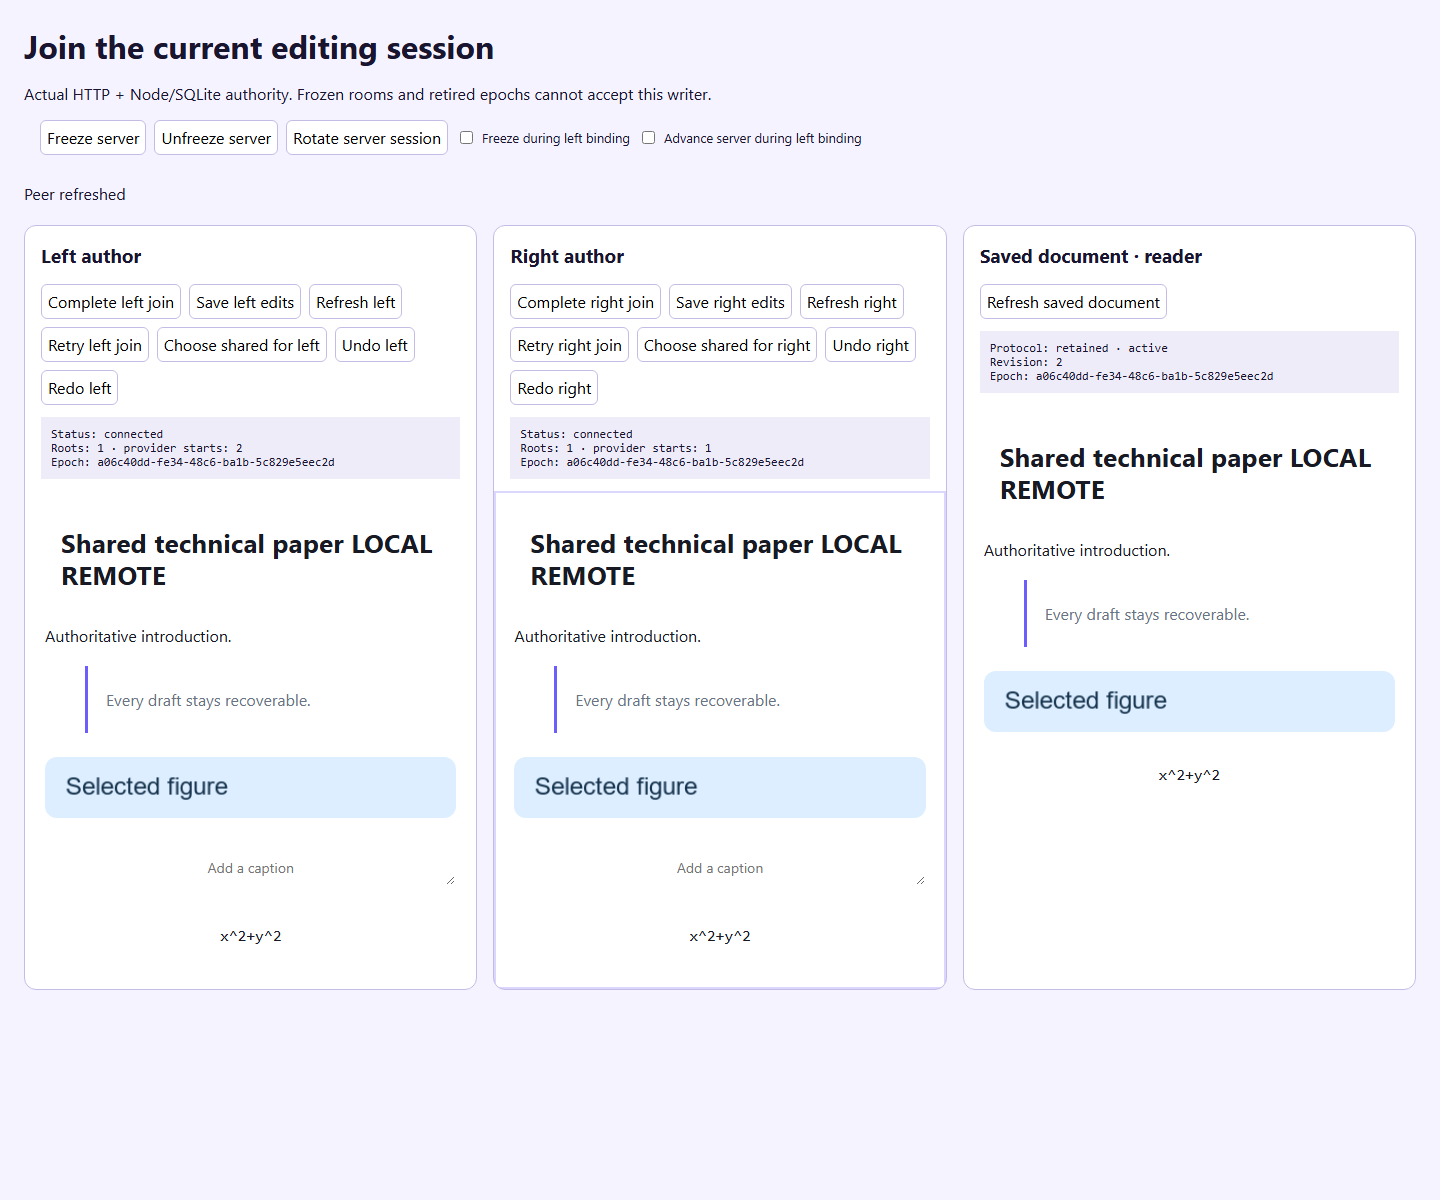 Join the current editing session
Actual HTTP + Node/SQLite authority. Frozen rooms and retired epochs cannot accept this writer.
Freeze server Unfreeze server Rotate server session Freeze during left binding Advance server during left binding
Peer refreshed
Left author
Complete left join Save left edits Refresh left
Retry left join Choose shared for left Undo left
Redo left
Status: connected
Roots: 1 · provider starts: 2
Epoch: a06c40dd-fe34-48c6-ba1b-5c829e5eec2d
Shared technical paper LOCAL
REMOTE
Authoritative introduction.
Every draft stays recoverable.
Selected figure
Add a caption
x^2+y^2
Right author
Complete right join Save right edits Refresh right
Retry right join Choose shared for right Undo right
Redo right
Status: connected
Roots: 1 · provider starts: 1
Epoch: a06c40dd-fe34-48c6-ba1b-5c829e5eec2d
Shared technical paper LOCAL
REMOTE
Authoritative introduction.
Every draft stays recoverable.
Selected figure
Add a caption
x^2+y^2
Saved document · reader
Refresh saved document
Protocol: retained · active
Revision: 2
Epoch: a06c40dd-fe34-48c6-ba1b-5c829e5eec2d
Shared technical paper LOCAL
REMOTE
Authoritative introduction.
Every draft stays recoverable.
Selected figure
x^2+y^2